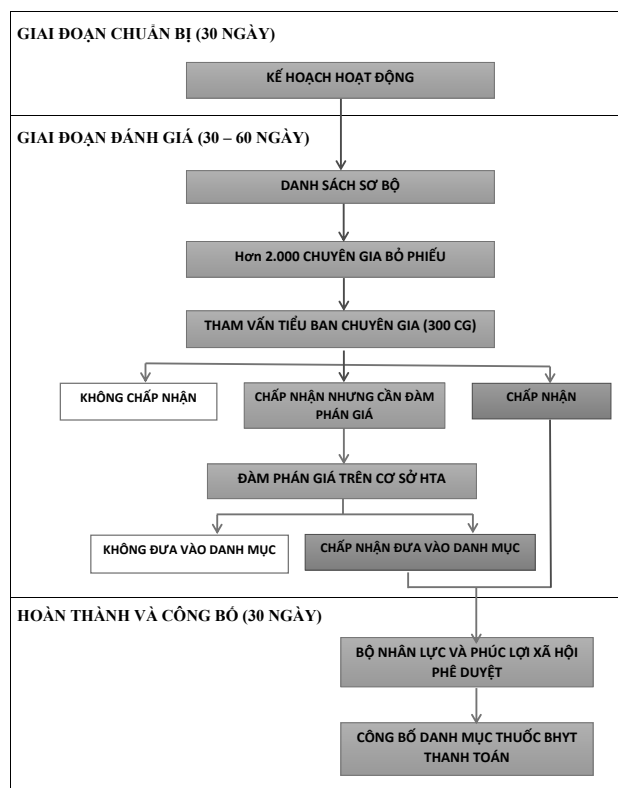 GIAI ĐOẠN CHUẨN BỊ (30 NGÀY)
KẾ HOẠCH HOẠT ĐỘNG
GIAI ĐOẠN ĐÁNH GIÁ (30 – 60 NGÀY)
DANH SÁCH SƠ BỘ
Hơn 2.000 CHUYÊN GIA BỎ PHIẾU
THAM VẤN TIỂU BAN CHUYÊN GIA (300 CG)
KHÔNG CHẤP NHẬN
CHẤP NHẬN NHƯNG CẦN ĐÀM
PHÁN GIÁ
CHẤP NHẬN
ĐÀM PHÁN GIÁ TRÊN CƠ SỞ HTA
KHÔNG ĐƯA VÀO DANH MỤC
CHẤP NHẬN ĐƯA VÀO DANH MỤC
HOÀN THÀNH VÀ CÔNG BỐ (30 NGÀY)
BỘ NHÂN LỰC VÀ PHÚC LỢI XÃ HỘI
PHÊ DUYỆT
CÔNG BỐ DANH MỤC THUỐC BHYT
THANH TOÁN